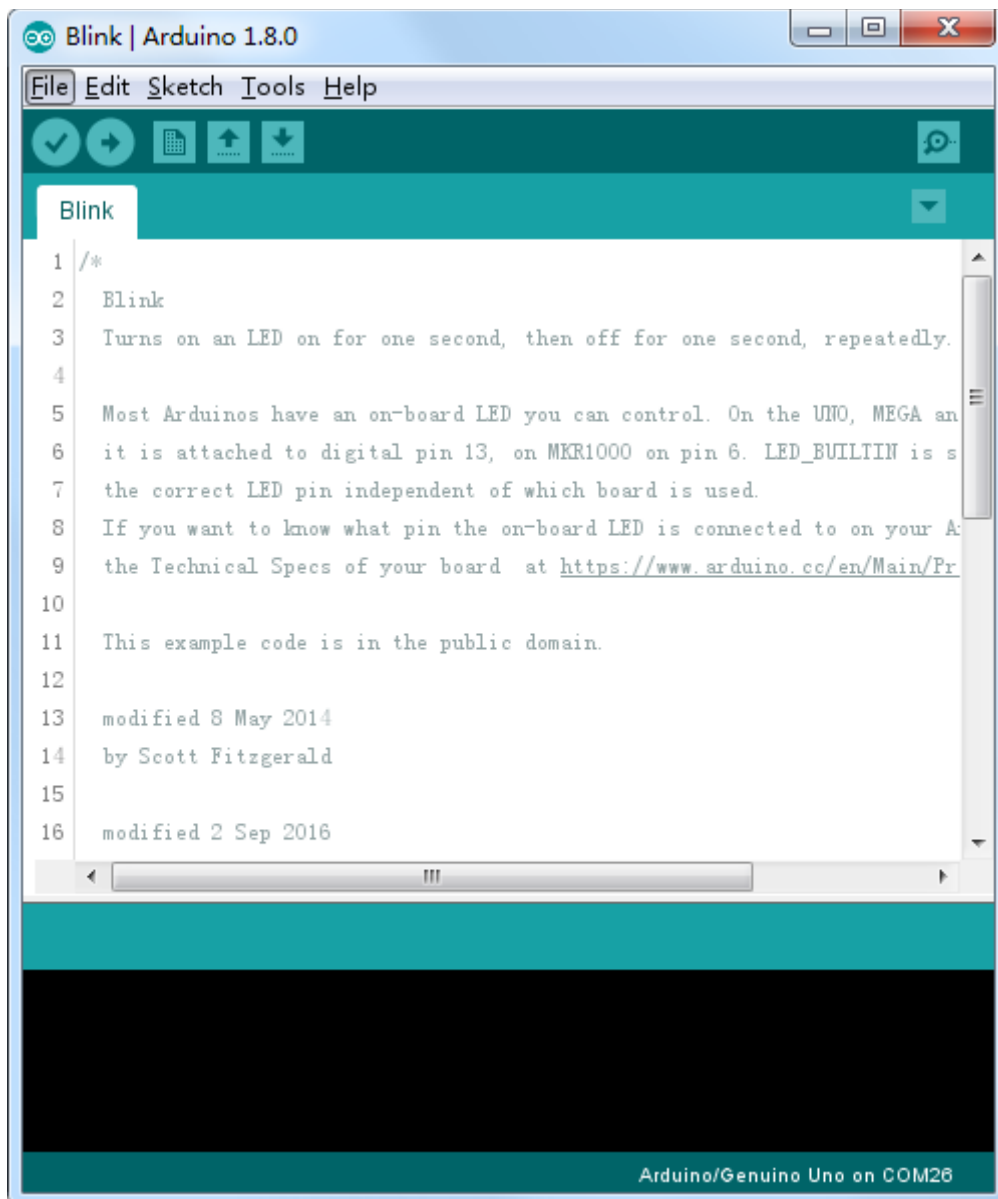 Blink | Arduino 1.8.0
File Edit Sketch Tools Help
Blink
1 /*
2 Blink
3 Turns on an LED on for one second, then off for one second, repeatedly.
4
5 Most Arduinos have an on-board LED you can control. On the UNO, MEGA an
6 it is attached to digital pin 13, on MKR1000 on pin 6. LED_BUILTIN is s
7 the correct LED pin independent of which board is used.
8 If you want to know what pin the on-board LED is connected to on your A
9 the Technical Specs of your board at https://www.arduino.cc/en/Main/Pr
10
11 This example code is in the public domain.
12
13 modified 8 May 2014
14 by Scott Fitzgerald
15
16 modified 2 Sep 2016
Arduino/Genuino Uno on COM26